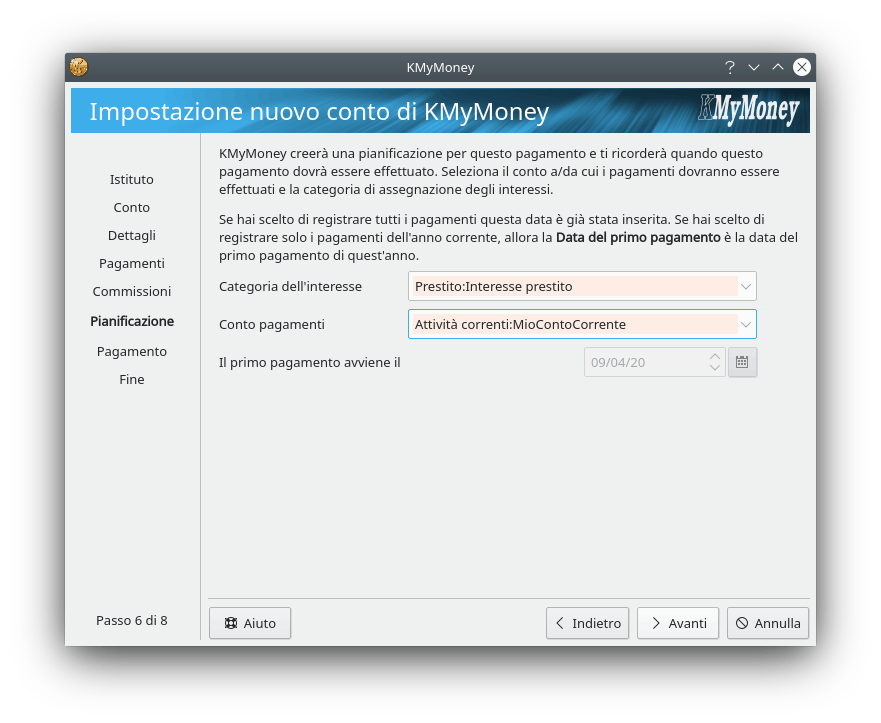 KMyMoney
Impostazione nuovo conto di KMyMoney
KMyMoney
Istituto
Conto
Dettagli
Pagamenti
Commissioni
Pianificazione
Pagamento
Fine
Passo 6 di 8
KMyMoney creerà una pianificazione per questo pagamento e ti ricorderà quando questo
pagamento dovrà essere effettuato. Seleziona il conto a/da cui i pagamenti dovranno essere
effettuati e la categoria di assegnazione degli interessi.
Se hai scelto di registrare tutti i pagamenti questa data è già stata inserita. Se hai scelto di
registrare solo i pagamenti dell'anno corrente, allora la Data del primo pagamento è la data del
primo pagamento di quest'anno.
Categoria dell'interesse
Prestito:Interesse prestito
Conto pagamenti
Attività correnti:MioContoCorrente
Il primo pagamento avviene il
09/04/20
Aiuto
Indietro
Avanti
Annulla